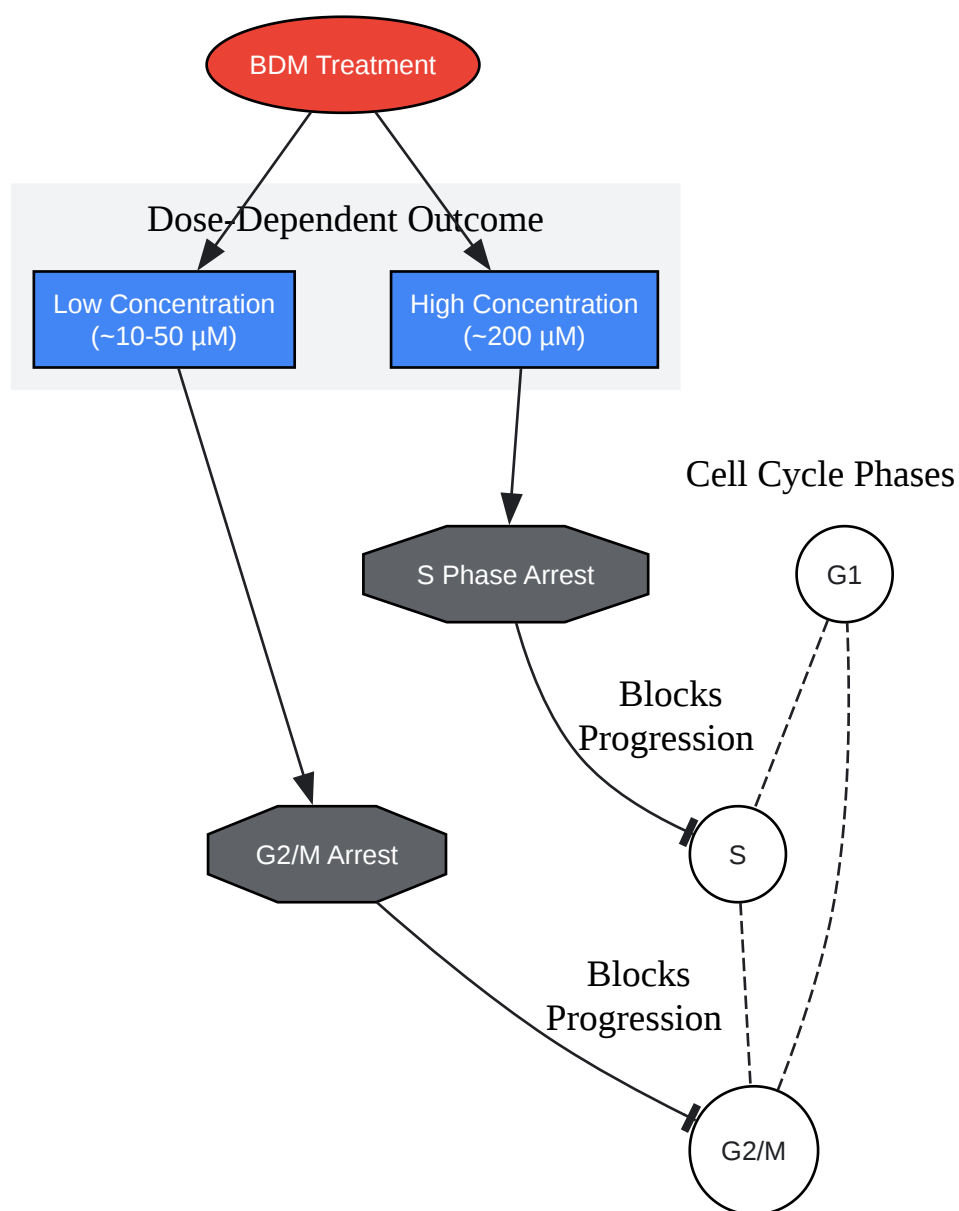 BDM Treatment
Dose-Dependent Outcome
Low Concentration
(~10-50 µM)
High Concentration
(~200 µM)
Cell Cycle Phases
S Phase Arrest
G1
Blocks
Progression
G2/M Arrest
S
Blocks
Progression
G2/M